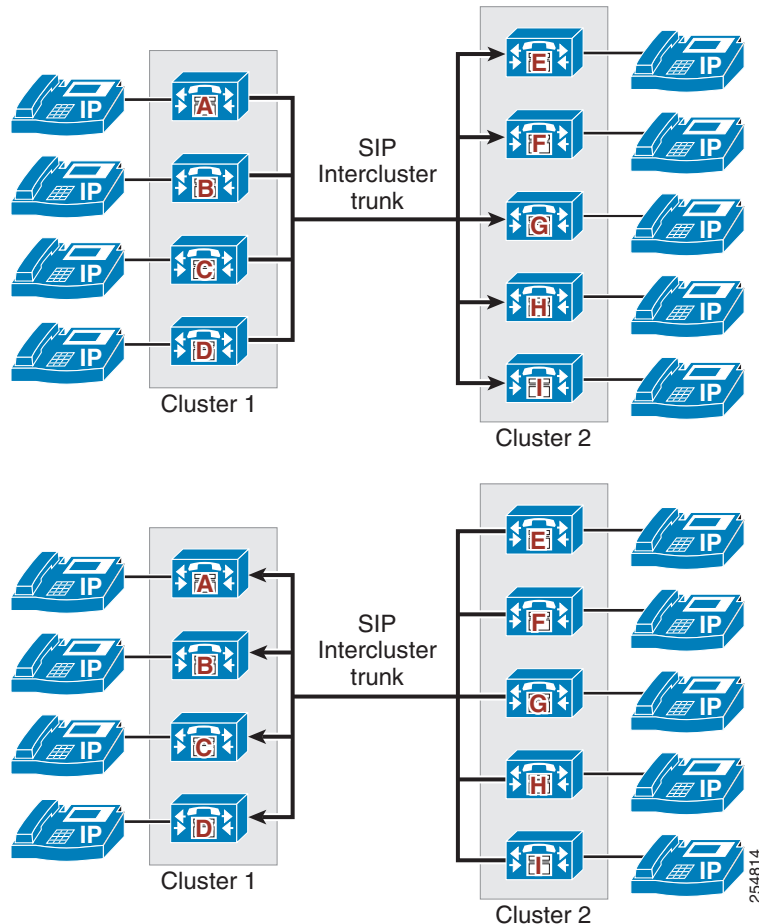 IP A E IP
IP B F IP
SIP
Intercluster
trunk
IP C G IP
IP D H IP
I IP
Cluster 1
Cluster 2
IP A E IP
IP B F IP
SIP
Intercluster
trunk
IP C G IP
IP D H IP
I IP
Cluster 1
Cluster 2
254814